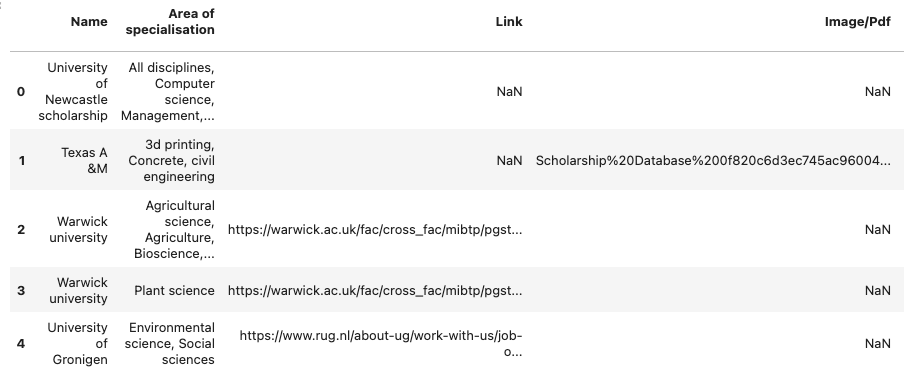 Name Area of specialisation Link Image/Pdf
0 University of Newcastle scholarship All disciplines, Computer science, Management,... NaN NaN
1 Texas A &M 3d printing, Concrete, civil engineering NaN Scholarship%20Database%200f820c6d3ec745ac96004...
2 Warwick university Agricultural science, Agriculture, Bioscience,... https://warwick.ac.uk/fac/cross_fac/mibtp/pgst... NaN
3 Warwick university Plant science https://warwick.ac.uk/fac/cross_fac/mibtp/pgst... NaN
4 University of Gronigen Environmental science, Social sciences https://www.rug.nl/about-ug/work-with-us/job-o... NaN